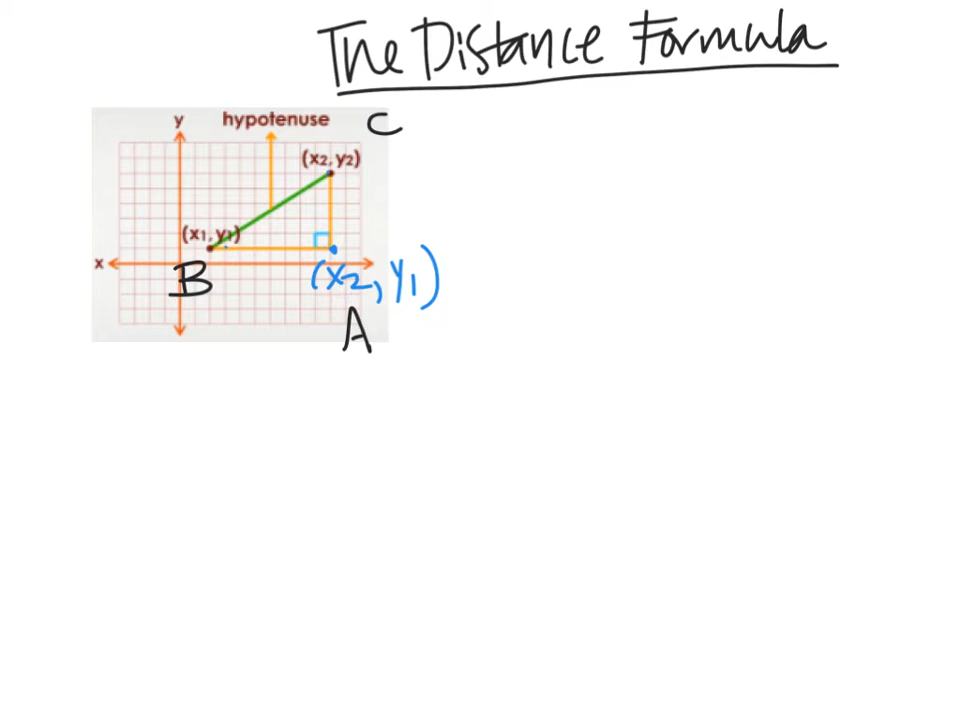 The Distance Formula
y hypotenuse C
(x2, y2)
(x1, y1)
x
B (x2, y1)
A